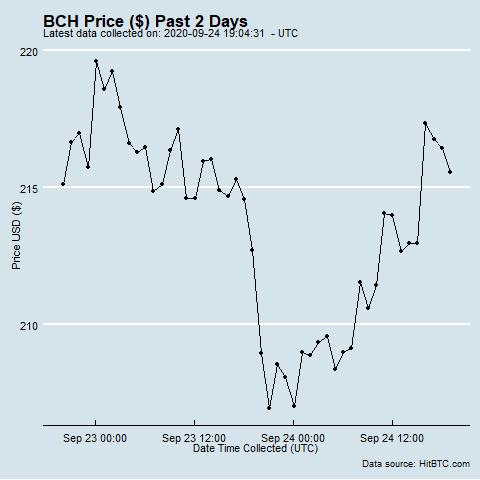 BCH Price ($) Past 2 Days
Latest data collected on: 2020-09-24 19:04:31 - UTC
220
215
210
Price USD ($)
Sep 23 00:00 Sep 23 12:00 Sep 24 00:00 Sep 24 12:00
Date Time Collected (UTC)
Data source: HitBTC.com